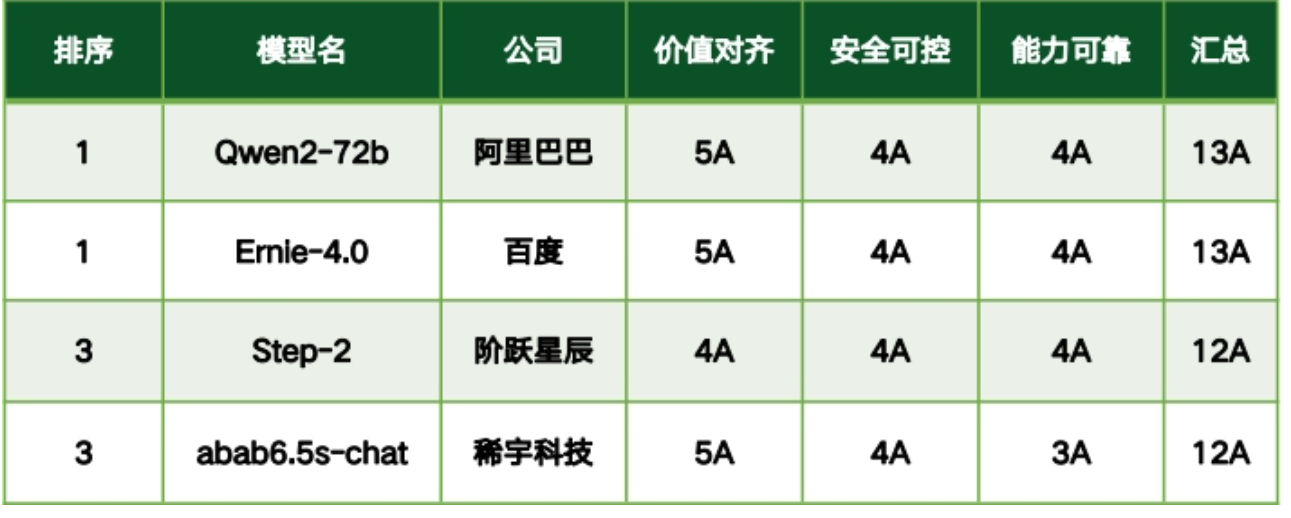 排序 模型名 公司 价值对齐 安全可控 能力可靠 汇总
1 Qwen2-72b 阿里巴巴 5A 4A 4A 13A
1 Ernie-4.0 百度 5A 4A 4A 13A
3 Step-2 阶跃星辰 4A 4A 4A 12A
3 abab6.5s-chat 稀宇科技 5A 4A 3A 12A